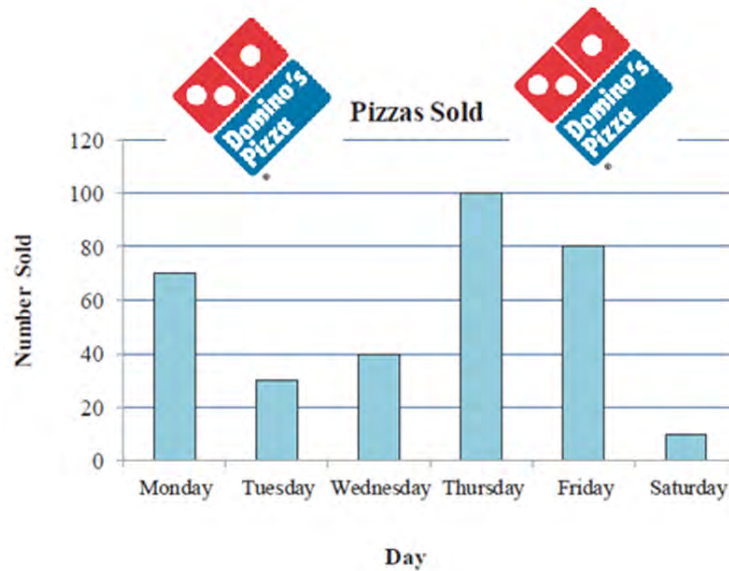 Domino's
Pizza
®
Domino's
Pizza
®
Pizzas Sold
Number Sold
120
100
80
60
40
20
0
Monday Tuesday Wednesday Thursday Friday Saturday
Day